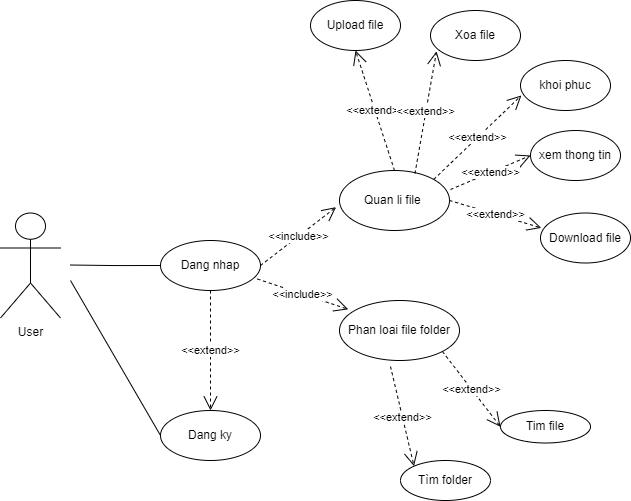 Upload file
Xoa file
khoi phuc
<<extend>>
<<extend>>
<<extend>>
xem thong tin
<<extend>>
Quan li file
<<extend>>
Download file
<<include>>
Dang nhap
<<include>>
User
Phan loai file folder
<<extend>>
<<extend>>
<<extend>>
Tim file
Dang ky
Tìm folder